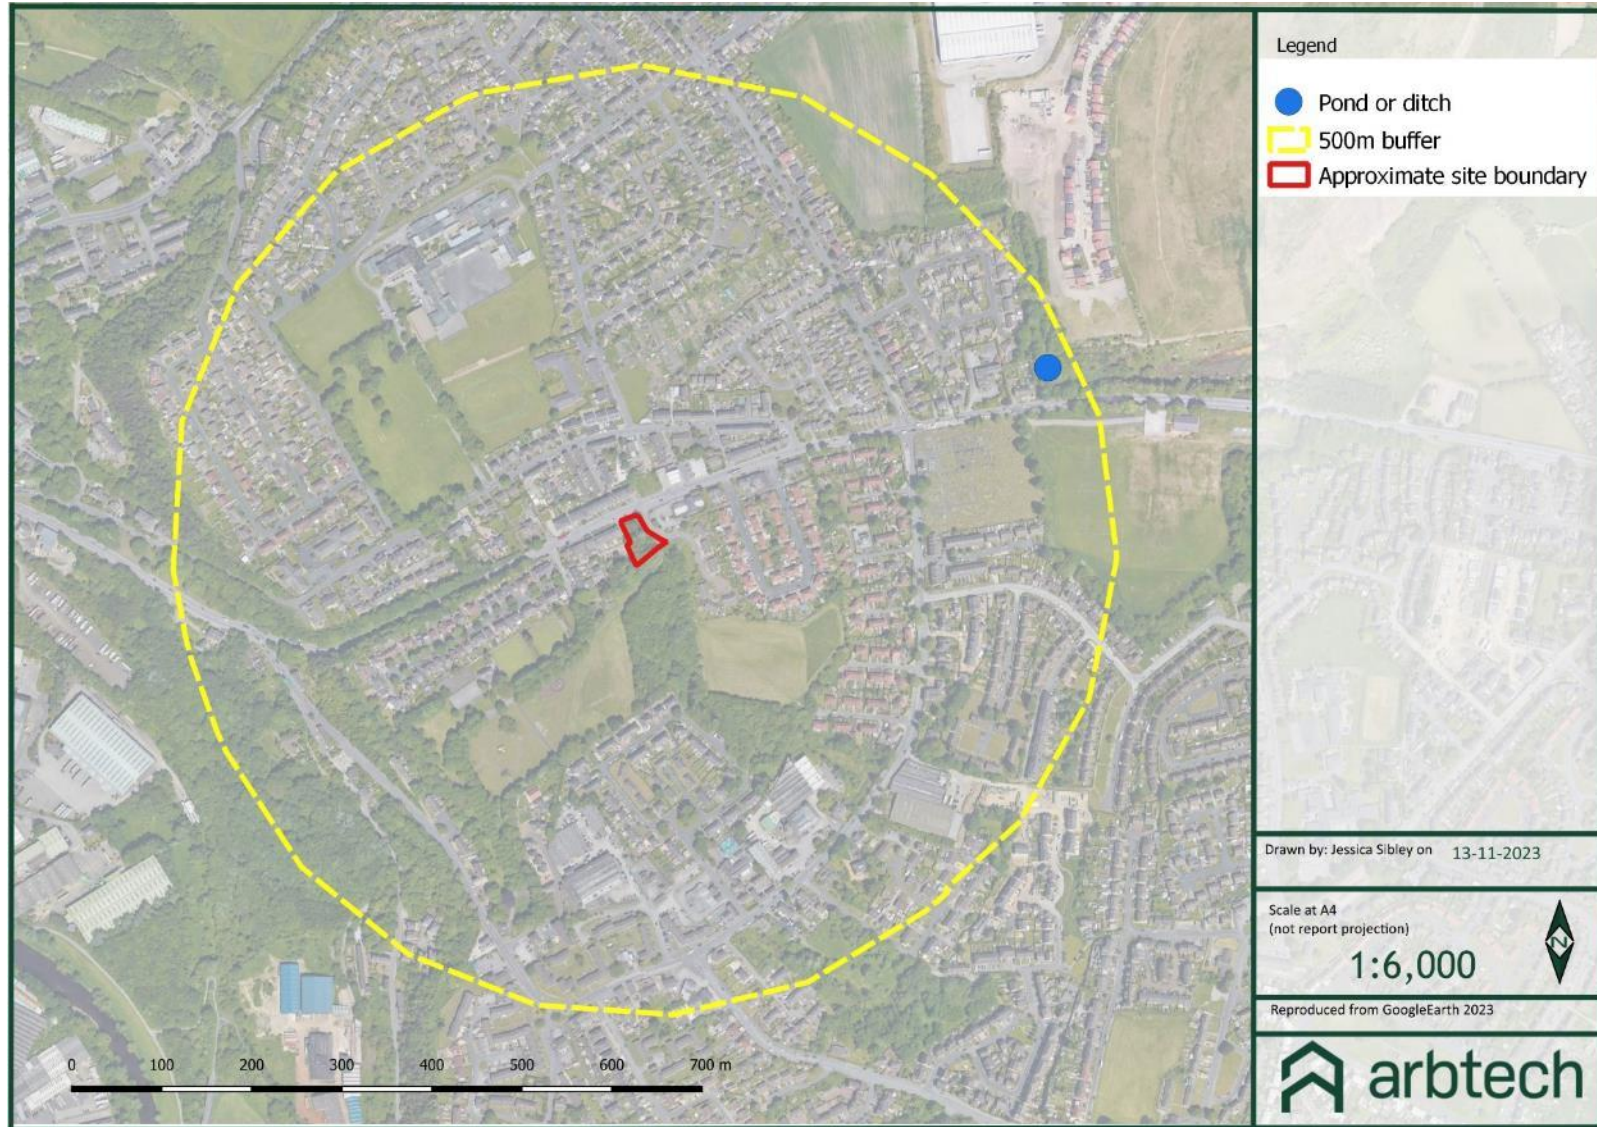 Legend
Pond or ditch
500m buffer
Approximate site boundary
Drawn by: Jessica Sibley on 13-11-2023
Scale at A4
(not report projection)
1:6,000
N
Reproduced from GoogleEarth 2023
arbtech
0 100 200 300 400 500 600 700 m